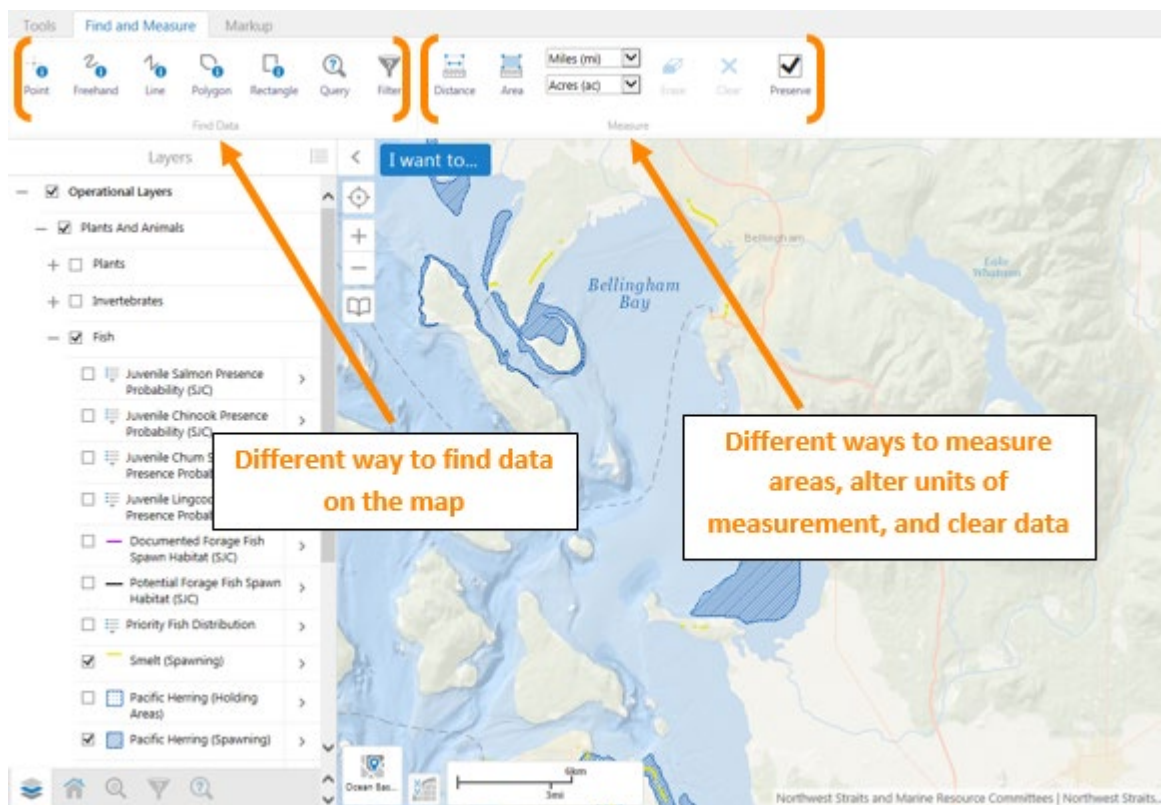 Tools Find and Measure Markup
Point Freehand Line Polygon Rectangle Query Filter Distance Area Miles (mi) Acres (ac) Erase Clear Preserve
Find Data Measure
Layers
I want to...
Operational Layers
Plants And Animals
Plants
Invertebrates
Fish
Juvenile Salmon Presence
Probability (SJC)
Juvenile Chinook Presence
Probability (SJC)
Juvenile Chum S
Presence Probab
Juvenile Lingcod
Presence Probab
Documented Forage Fish
Spawn Habitat (SJC)
Potential Forage Fish Spawn
Habitat (SJC)
Priority Fish Distribution
Smelt (Spawning)
Pacific Herring (Holding
Areas)
Pacific Herring (Spawning)
Bellingham
Lake
Whatcom
Bellingham
Bay
Different way to find data
on the map
Different ways to measure
areas, alter units of
measurement, and clear data
Ocean Bas...
6km
3mi
Northwest Straits and Marine Resource Committees | Northwest Straits...